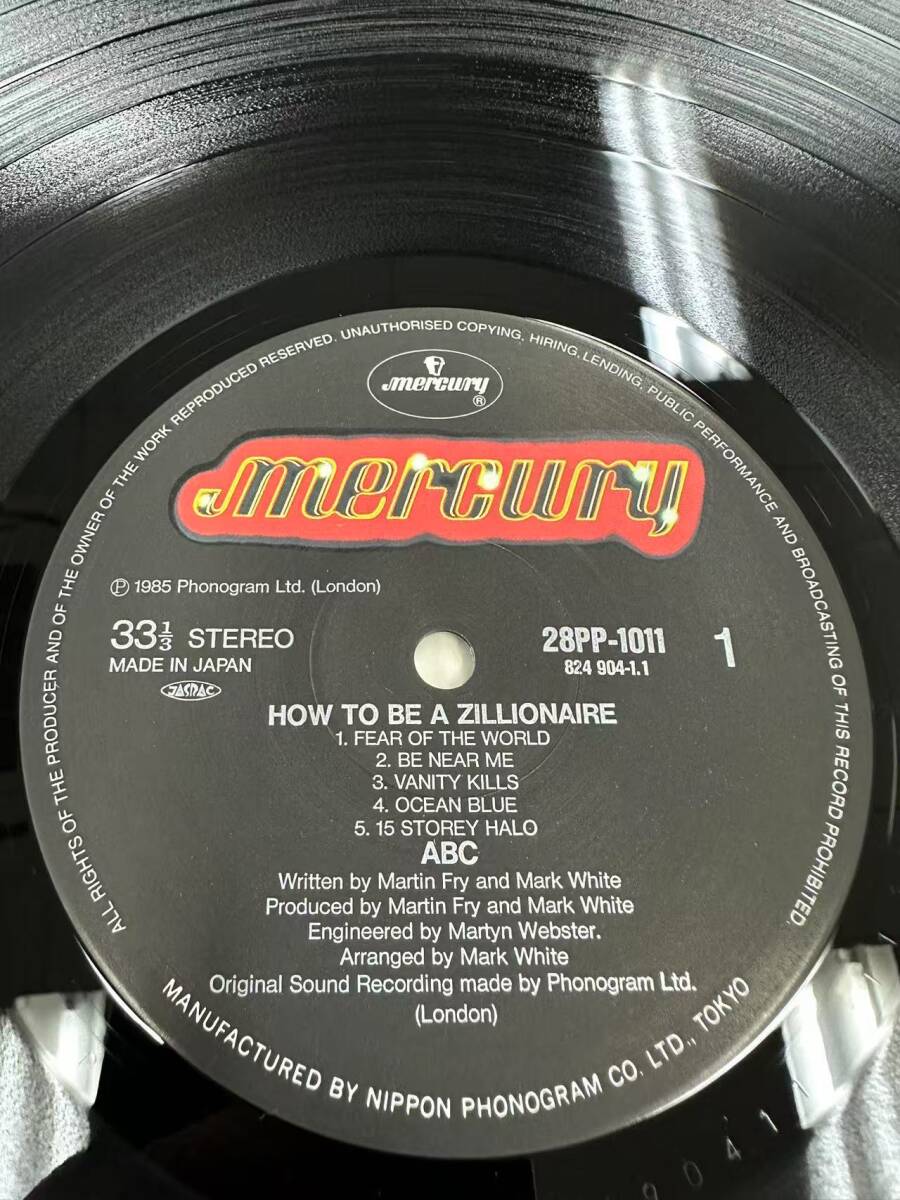 mercury
®
mercury
Ⓟ 1985 Phonogram Ltd. (London)
33⅓ STEREO
MADE IN JAPAN
JASRAC
28PP-1011
824 904-1.1
1
HOW TO BE A ZILLIONAIRE
1. FEAR OF THE WORLD
2. BE NEAR ME
3. VANITY KILLS
4. OCEAN BLUE
5. 15 STOREY HALO
ABC
Written by Martin Fry and Mark White
Produced by Martin Fry and Mark White
Engineered by Martyn Webster.
Arranged by Mark White
Original Sound Recording made by Phonogram Ltd.
(London)
ALL RIGHTS OF THE PRODUCER AND OF THE OWNER OF THE WORK REPRODUCED RESERVED. UNAUTHORISED COPYING, HIRING, LENDING, PUBLIC PERFORMANCE AND BROADCASTING OF THIS RECORD PROHIBITED.
MANUFACTURED BY NIPPON PHONOGRAM CO. LTD., TOKYO